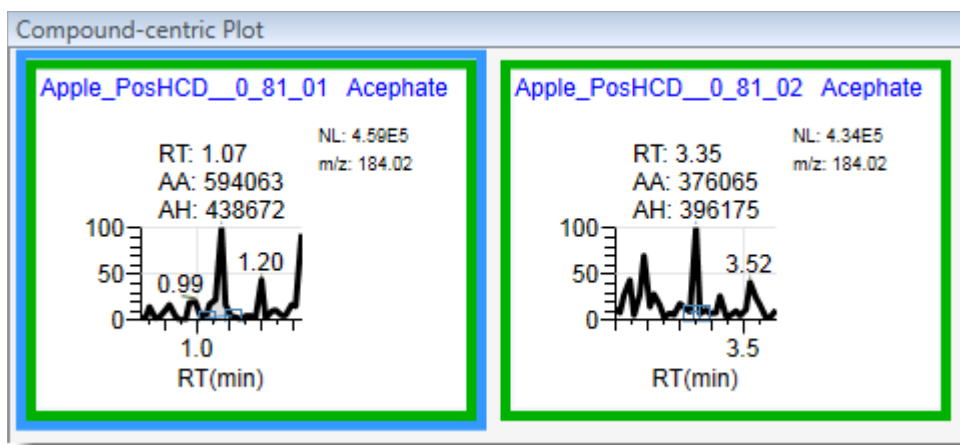 Compound-centric Plot
Apple_PosHCD__0_81_01 Acephate
NL: 4.59E5
m/z: 184.02
RT: 1.07
AA: 594063
AH: 438672
100
50
0
0.99
1.20
1.0
RT(min)
Apple_PosHCD__0_81_02 Acephate
NL: 4.34E5
m/z: 184.02
RT: 3.35
AA: 376065
AH: 396175
100
50
0
3.52
3.5
RT(min)